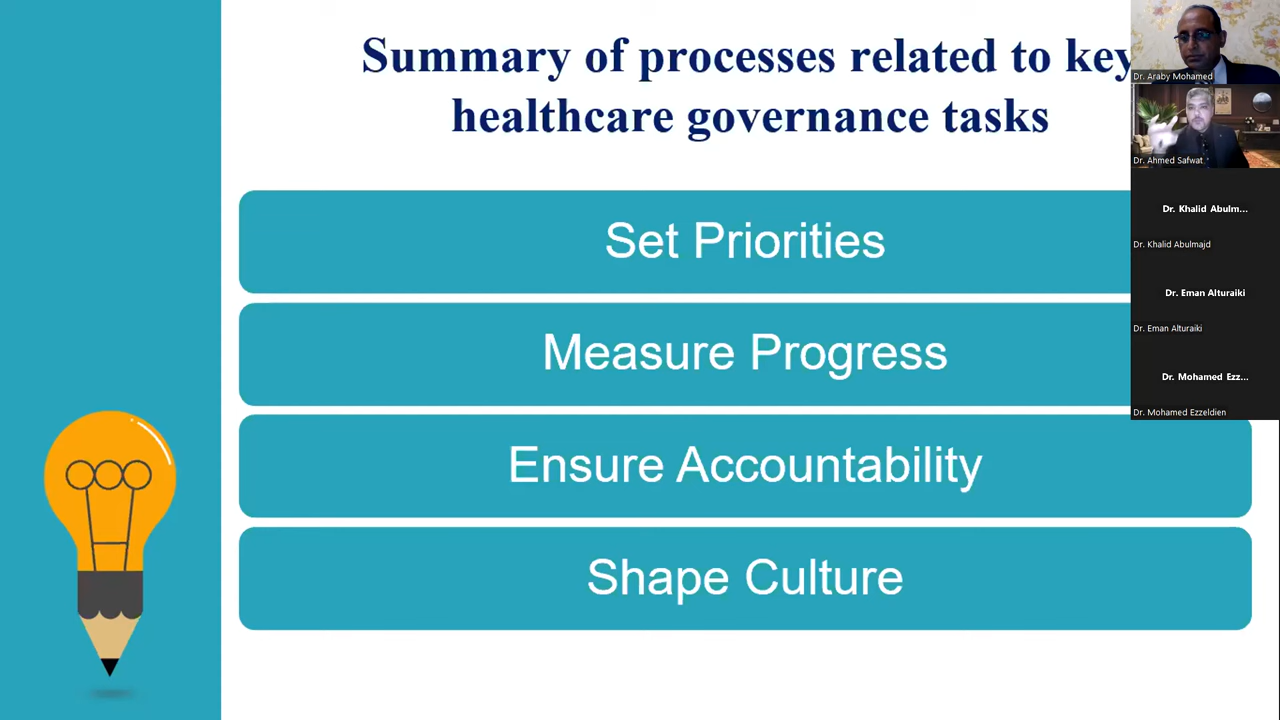 Summary of processes related to key
healthcare governance tasks
Set Priorities
Measure Progress
Ensure Accountability
Shape Culture
Dr. Araby Mohamed
Dr. Ahmed Safwat
Dr. Khalid Abulm...
Dr. Khalid Abulmajd
Dr. Eman Alturaiki
Dr. Eman Alturaiki
Dr. Mohamed Ezz...
Dr. Mohamed Ezzeldien